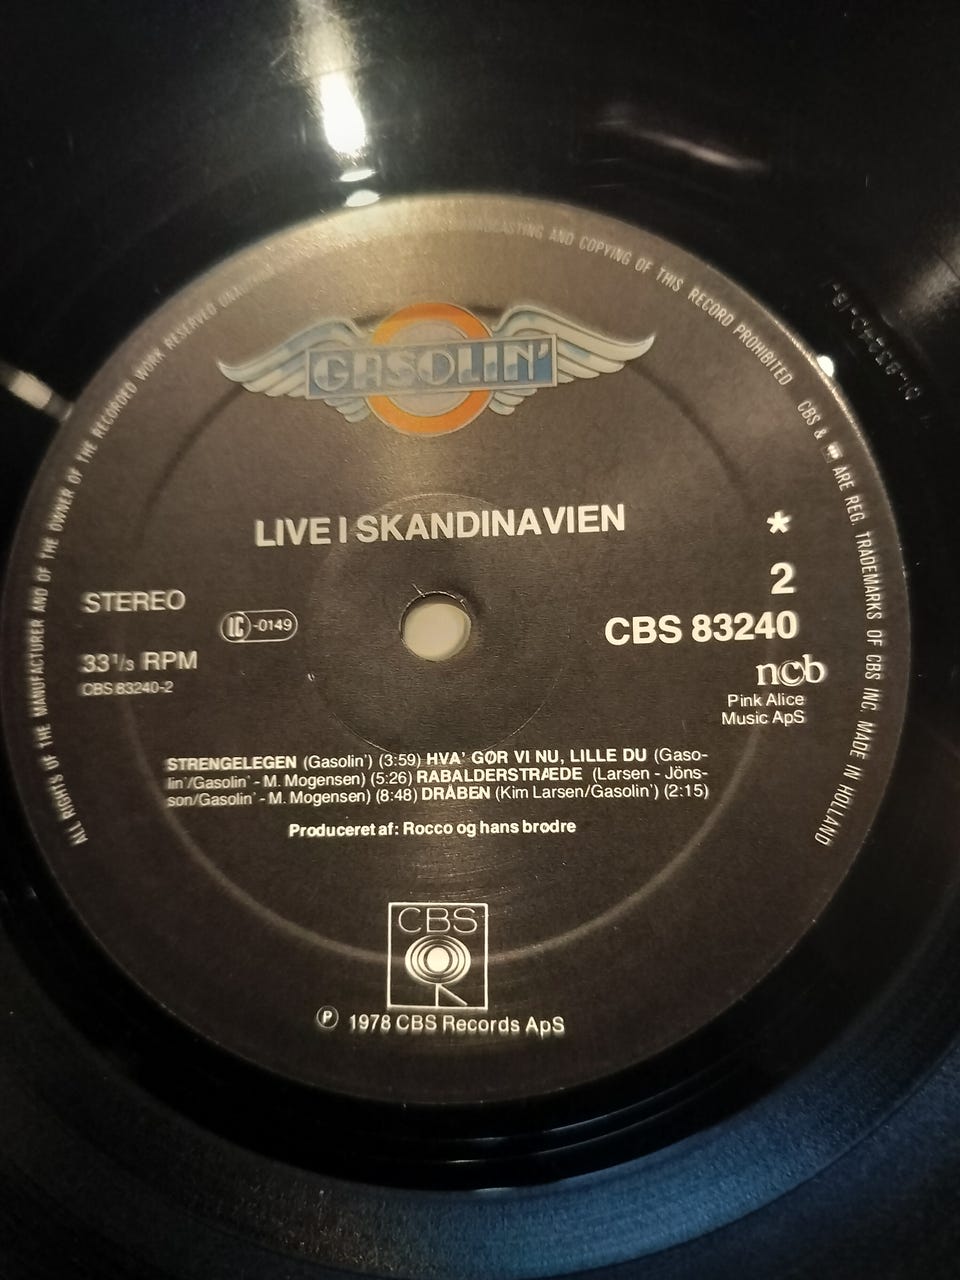 ALL RIGHTS OF THE MANUFACTURER AND OF THE OWNER OF THE RECORDED WORK RESERVED
CASTING AND COPYING OF THIS RECORD PROHIBITED
CBS & ARE REG. TRADEMARKS OF CBS INC. MADE IN HOLLAND
GASOLIN'
LIVE I SKANDINAVIEN
*
2
STEREO
LC -0149
CBS 83240
33⅓ RPM
CBS 83240-2
ncb
Pink Alice
Music ApS
STRENGELEGEN (Gasolin') (3:59) HVA' GØR VI NU, LILLE DU (Gaso-
lin'/Gasolin' - M. Mogensen) (5:26) RABALDERSTRÆDE (Larsen - Jöns-
son/Gasolin' - M. Mogensen) (8:48) DRÅBEN (Kim Larsen/Gasolin') (2:15)
Produceret af: Rocco og hans brødre
CBS
Ⓟ 1978 CBS Records ApS